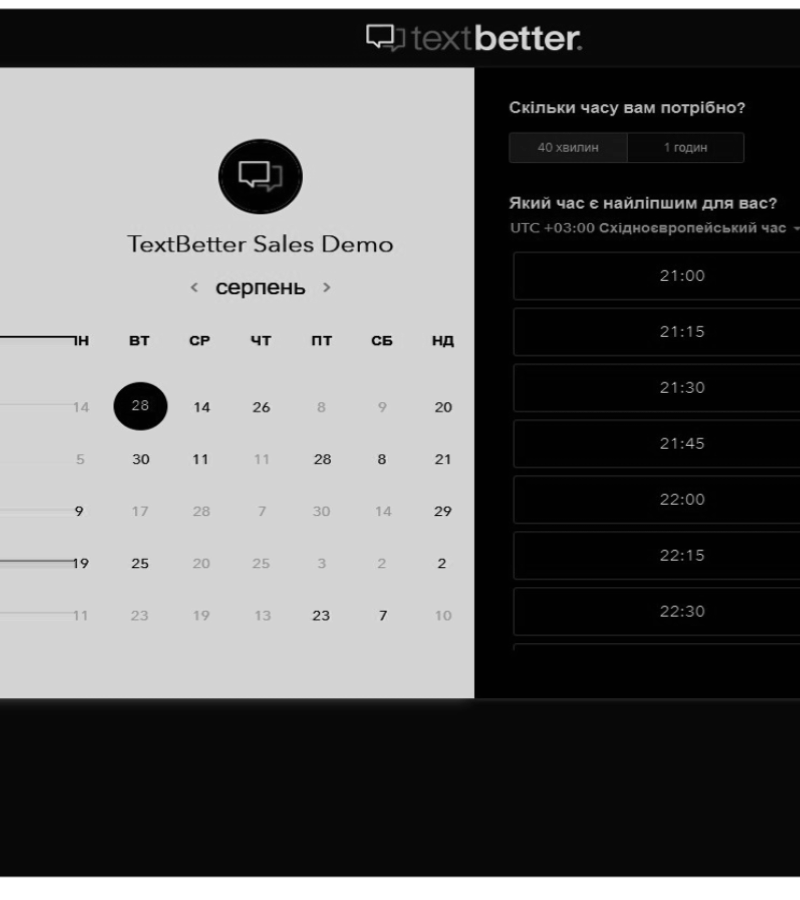 textbetter.
TextBetter Sales Demo
< серпень >
ПН ВТ СР ЧТ ПТ СБ НД
14 28 14 26 8 9 20
5 30 11 11 28 8 21
9 17 28 7 30 14 29
19 25 20 25 3 2 2
11 23 19 13 23 7 10
Скільки часу вам потрібно?
40 хвилин 1 годин
Який час є найліпшим для вас?
UTC +03:00 Східноєвропейський час
21:00
21:15
21:30
21:45
22:00
22:15
22:30